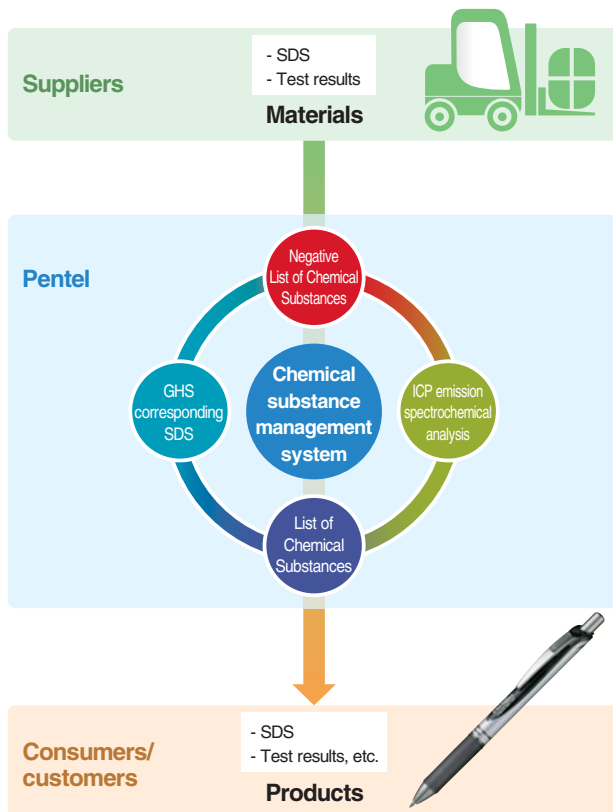 Suppliers
- SDS
- Test results
Materials
Pentel
Negative
List of Chemical
Substances
GHS
corresponding
SDS
Chemical
substance
management
system
ICP emission
spectrochemical
analysis
List of
Chemical
Substances
Consumers/
customers
- SDS
- Test results, etc.
Products